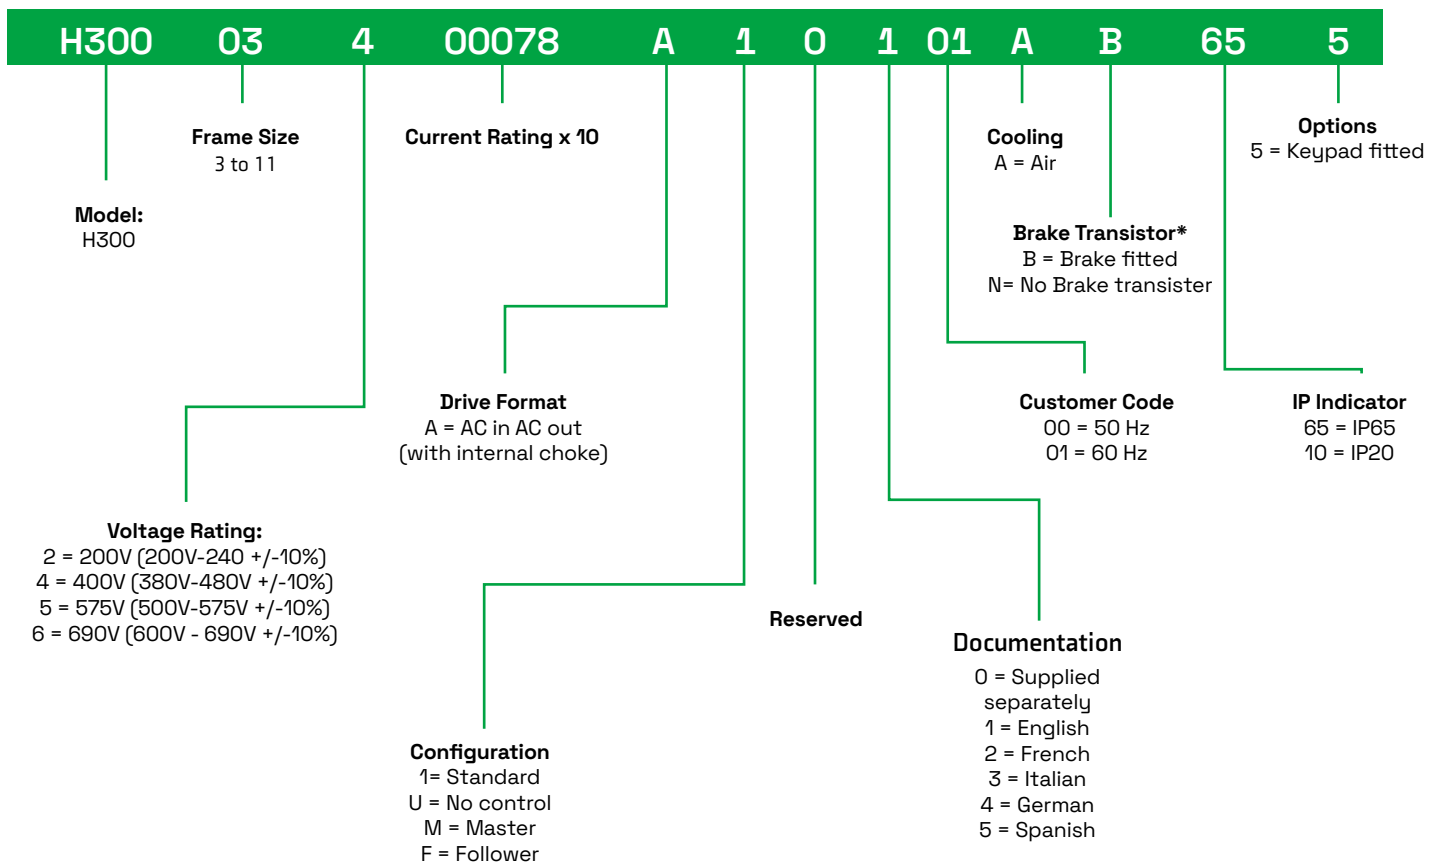 H300 03 4 00078 A 1 0 1 01 A B 65 5
Model:
H300
Frame Size
3 to 11
Voltage Rating:
2 = 200V (200V-240 +/-10%)
4 = 400V (380V-480V +/-10%)
5 = 575V (500V-575V +/-10%)
6 = 690V (600V - 690V +/-10%)
Current Rating x 10
Drive Format
A = AC in AC out
(with internal choke)
Configuration
1= Standard
U = No control
M = Master
F = Follower
Reserved
Documentation
0 = Supplied
separately
1 = English
2 = French
3 = Italian
4 = German
5 = Spanish
Customer Code
00 = 50 Hz
01 = 60 Hz
Cooling
A = Air
Brake Transistor*
B = Brake fitted
N= No Brake transister
IP Indicator
65 = IP65
10 = IP20
Options
5 = Keypad fitted